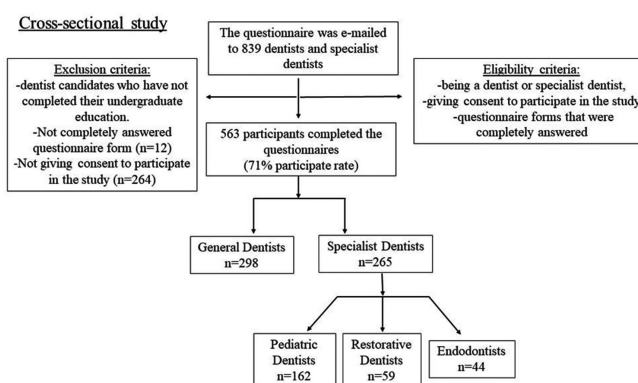 Cross-sectional study
The questionnaire was e-mailed
to 839 dentists and specialist
dentists
Exclusion criteria:
-dentist candidates who have not
completed their undergraduate
education.
-Not completely answered
questionnaire form (n=12)
-Not giving consent to participate
in the study (n=264)
Eligibility criteria:
-being a dentist or specialist dentist,
-giving consent to participate in the study
-questionnaire forms that were
completely answered
563 participants completed the
questionnaires
(71% participate rate)
General Dentists
n=298
Specialist Dentists
n=265
Pediatric
Dentists
n=162
Restorative
Dentists
n=59
Endodontists
n=44